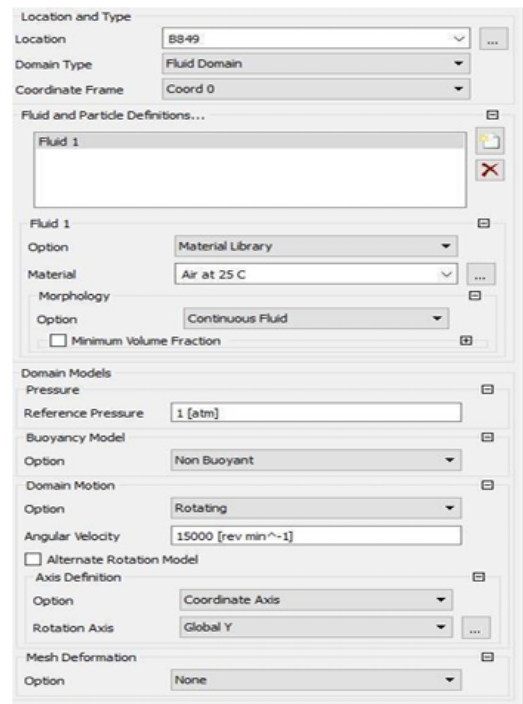 Location and Type
Location B849 ...
Domain Type Fluid Domain
Coordinate Frame Coord 0
Fluid and Particle Definitions...
Fluid 1
Fluid 1
Option Material Library
Material Air at 25 C ...
Morphology
Option Continuous Fluid
Minimum Volume Fraction
Domain Models
Pressure
Reference Pressure 1 [atm]
Buoyancy Model
Option Non Buoyant
Domain Motion
Option Rotating
Angular Velocity 15000 [rev min^-1]
Alternate Rotation Model
Axis Definition
Option Coordinate Axis
Rotation Axis Global Y ...
Mesh Deformation
Option None